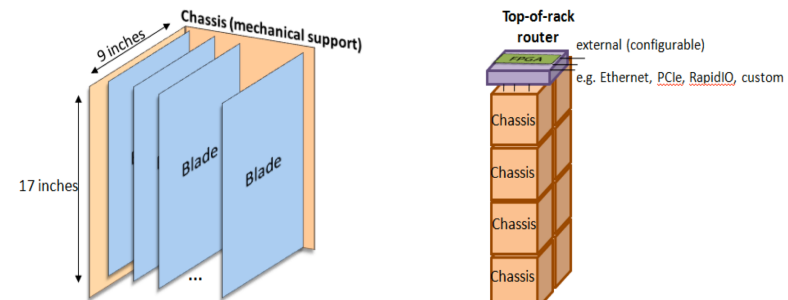 Chassis (mechanical support)
9 inches
17 inches
Blade
Blade
...
Top-of-rack
router
FPGA
external (configurable)
e.g. Ethernet, PCIe, RapidIO, custom
Chassis
Chassis
Chassis
Chassis